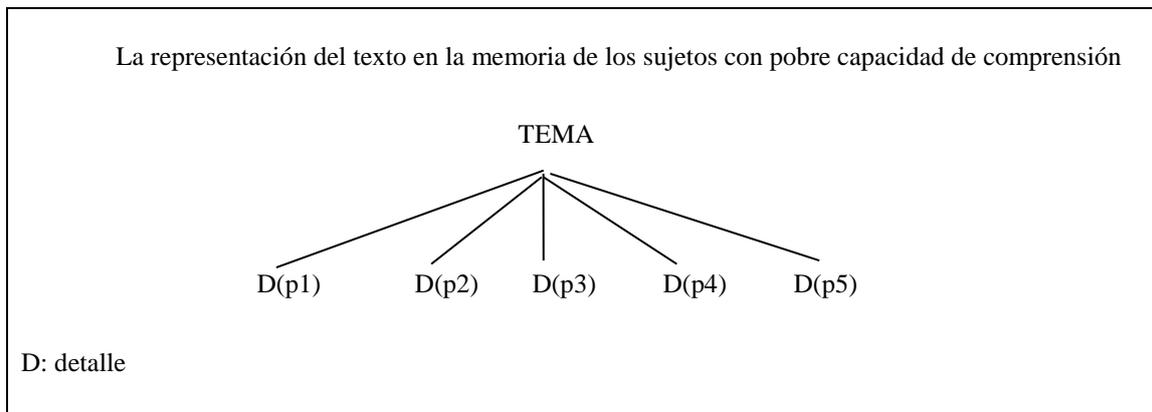 La representación del texto en la memoria de los sujetos con pobre capacidad de comprensión
TEMA
D(p1) D(p2) D(p3) D(p4) D(p5)
D: detalle